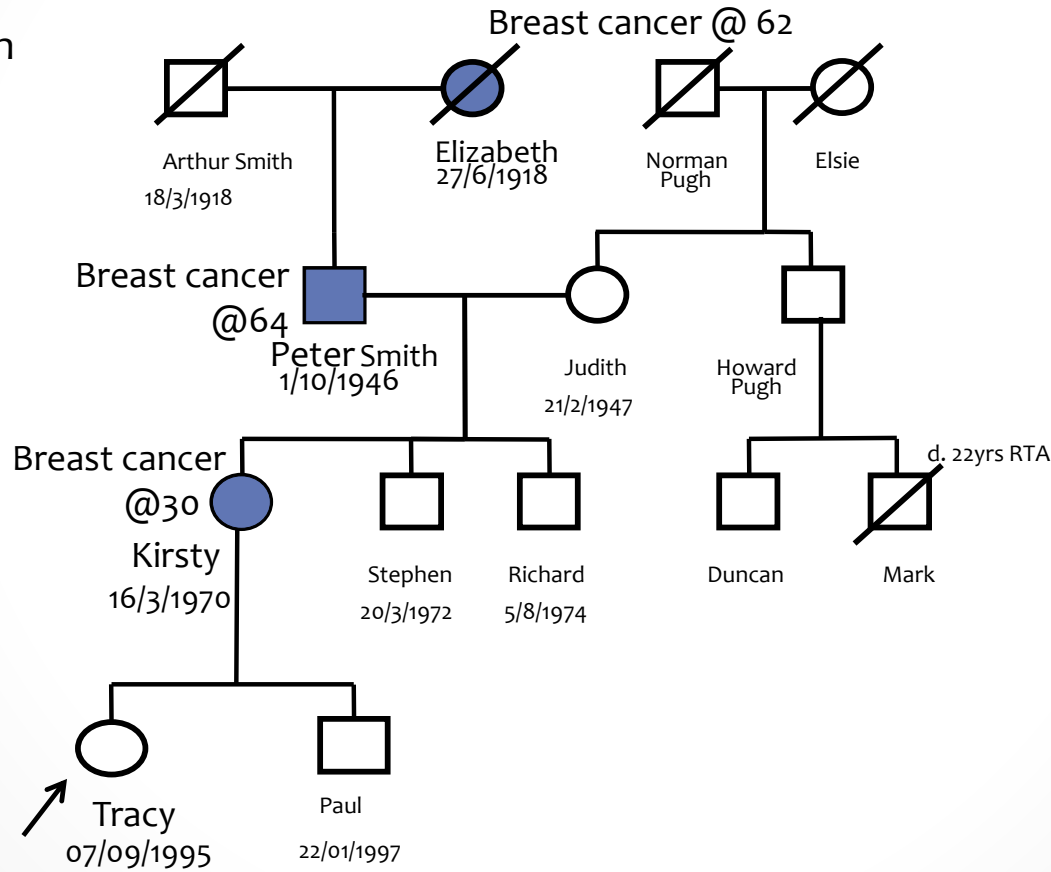 n
Breast cancer @ 62
Arthur Smith
18/3/1918
Elizabeth
27/6/1918
Norman
Pugh
Elsie
Breast cancer
@64
Peter Smith
1/10/1946
Judith
21/2/1947
Howard
Pugh
Breast cancer
@30
Kirsty
16/3/1970
Stephen
20/3/1972
Richard
5/8/1974
Duncan
d. 22yrs RTA
Mark
Tracy
07/09/1995
Paul
22/01/1997